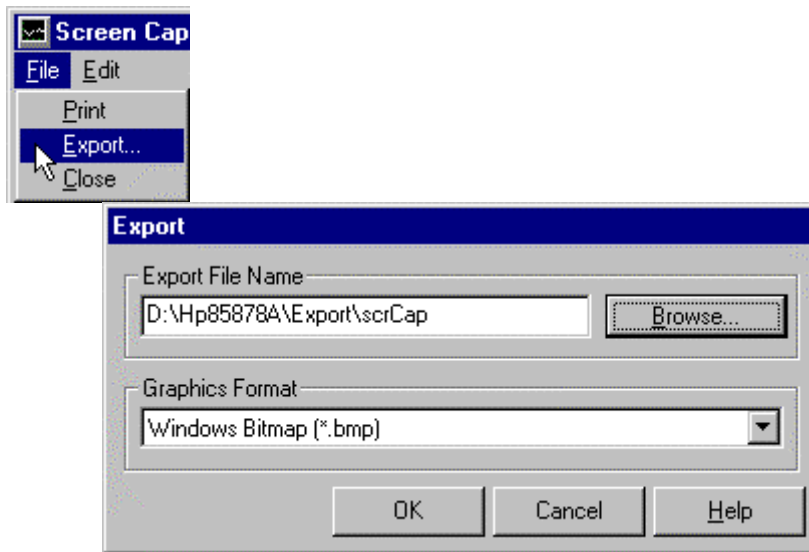 Screen Cap
File Edit
Print
Export...
Close
Export
Export File Name
D:\Hp85878A\Export\scrCap
Browse...
Graphics Format
Windows Bitmap (*.bmp)
OK Cancel Help